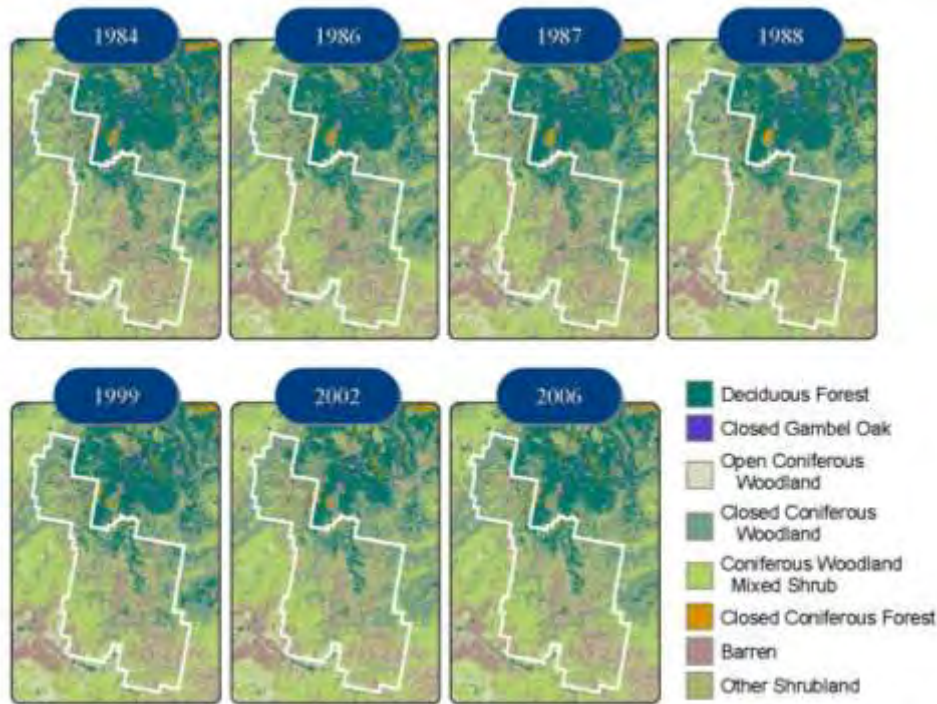 1984
1986
1987
1988
1999
2002
2006
Deciduous Forest
Closed Gambel Oak
Open Coniferous
Woodland
Closed Coniferous
Woodland
Coniferous Woodland
Mixed Shrub
Closed Coniferous Forest
Barren
Other Shrubland